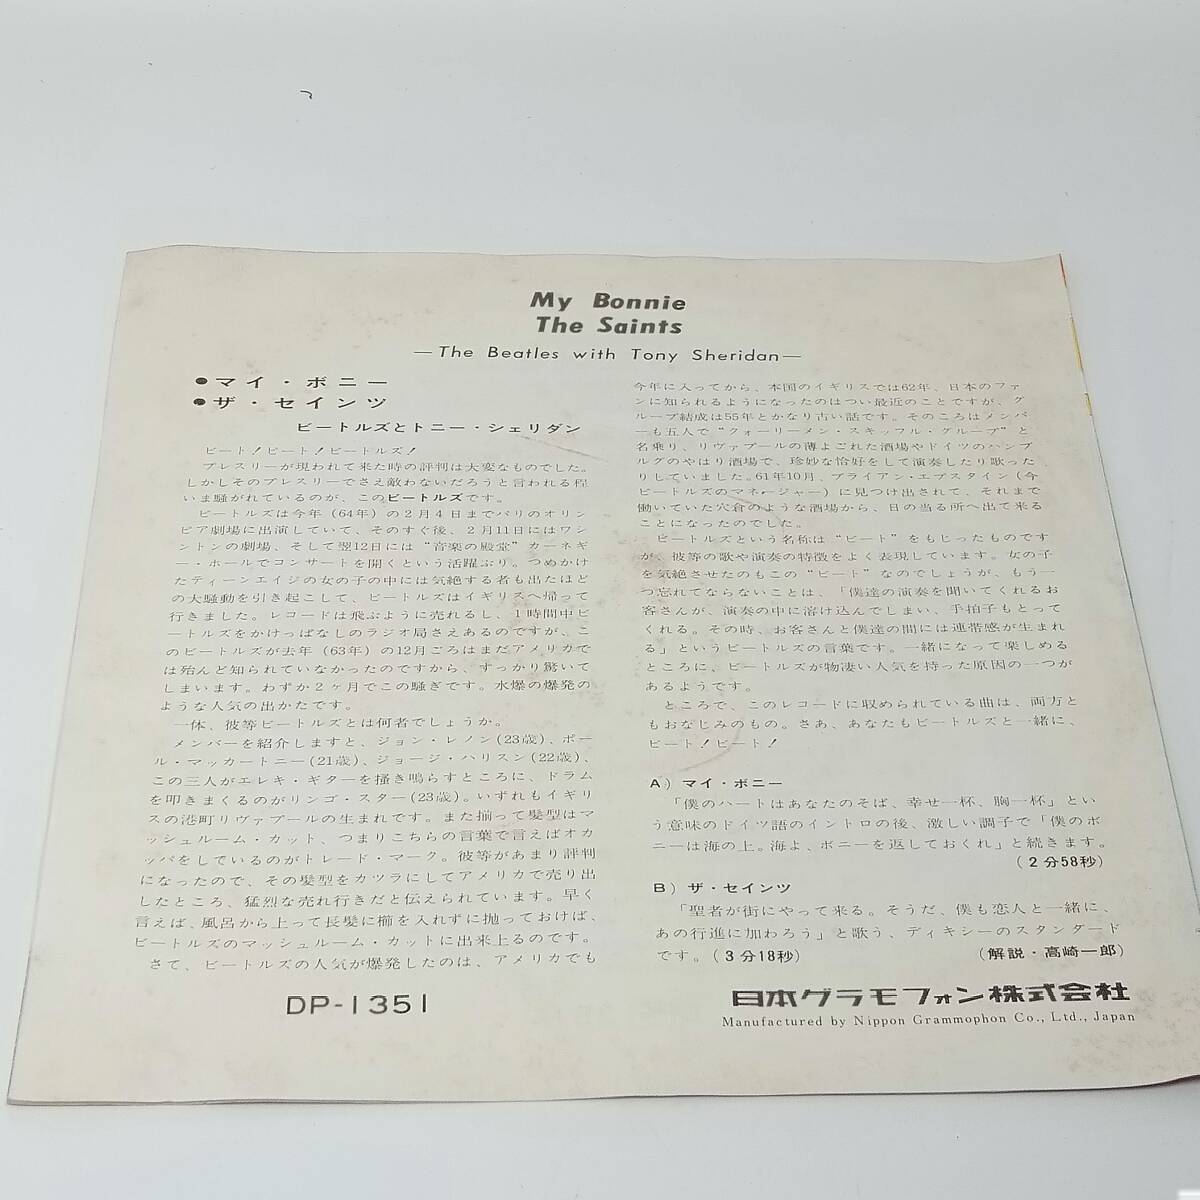 My Bonnie
The Saints
—The Beatles with Tony Sheridan—
●マイ・ボニー
●ザ・セインツ
ビートルズとトニー・シェリダン
ビート！ビート！ビートルズ！
プレスリーが現われて来た時の評判は大変なものでした。
しかしそのプレスリーでさえ敵わないだろうと言われる程
いま騒がれているのが、このビートルズです。
ビートルズは今年（64年）の２月４日までパリのオリン
ピア劇場に出演していて、そのすぐ後、２月11日にはワシ
ントンの劇場、そして翌12日には“音楽の殿堂”カーネギ
ー・ホールでコンサートを開くという活躍ぶり。つめかけ
たティーンエイジの女の子の中には気絶する者も出たほど
の大騒動を引き起こして、ビートルズはイギリスへ帰って
行きました。レコードは飛ぶように売れるし、１時間中ビ
ートルズをかけっぱなしのラジオ局さえあるのですが、こ
のビートルズが去年（63年）の12月ごろはまだアメリカで
は殆んど知られていなかったのですから、すっかり驚いて
しまいます。わずか２ヶ月でこの騒ぎです。水爆の爆発の
ような人気の出かたです。
一体、彼等ビートルズとは何者でしょうか。
メンバーを紹介しますと、ジョン・レノン（23歳）、ポー
ル・マッカートニー（21歳）、ジョージ・ハリスン（22歳）、
この三人がエレキ・ギターを掻き鳴らすところに、ドラム
を叩きまくるのがリンゴ・スター（23歳）。いずれもイギリ
スの港町リヴァプールの生まれです。また揃って髪型はマ
ッシュルーム・カット、つまりこちらの言葉で言えばオカ
ッパをしているのがトレード・マーク。彼等があまり評判
になったので、その髪型をカツラにしてアメリカで売り出
したところ、猛烈な売れ行きだと伝えられています。早く
言えば、風呂から上って長髪に櫛を入れずに抛っておけば、
ビートルズのマッシュルーム・カットに出来上るのです。
さて、ビートルズの人気が爆発したのは、アメリカでも
今年に入ってから、本国のイギリスでは62年、日本のファ
ンに知られるようになったのはつい最近のことですが、グ
ループ結成は55年とかなり古い話です。そのころはメンバ
ーも五人で“クォーリーメン・スキッフル・グループ”と
名乗り、リヴァプールの薄よごれた酒場やドイツのハンブ
ルグのやはり酒場で、珍妙な恰好をして演奏したり歌った
りしていました。61年10月、ブライアン・エプスタイン（今
ビートルズのマネージャー）に見つけ出されて、それまで
働いていた穴倉のような酒場から、日の当る所へ出て来る
ことになったのでした。
ビートルズという名称は“ビート”をもじったものです
が、彼等の歌や演奏の特徴をよく表現しています。女の子
を気絶させたのもこの“ビート”なのでしょうが、もう一
つ忘れてならないことは、「僕達の演奏を聞いてくれるお
客さんが、演奏の中に溶け込んでしまい、手拍子もとって
くれる。その時、お客さんと僕達の間には連帯感が生まれ
る」というビートルズの言葉です。一緒になって楽しめる
ところに、ビートルズが物凄い人気を持った原因の一つが
あるようです。
ところで、このレコードに収められている曲は、両方と
もおなじみのもの。さあ、あなたもビートルズと一緒に、
ビート！ビート！
A）マイ・ボニー
「僕のハートはあなたのそば、幸せ一杯、胸一杯」とい
う意味のドイツ語のイントロの後、激しい調子で「僕のボ
ニーは海の上。海よ、ボニーを返しておくれ」と続きます。
（２分58秒）
B）ザ・セインツ
「聖者が街にやって来る。そうだ、僕も恋人と一緒に、
あの行進に加わろう」と歌う、ディキシーのスタンダード
です。（３分18秒）
（解説・高崎一郎）
DP-1351
日本グラモフォン株式会社
Manufactured by Nippon Grammophon Co., Ltd., Japan